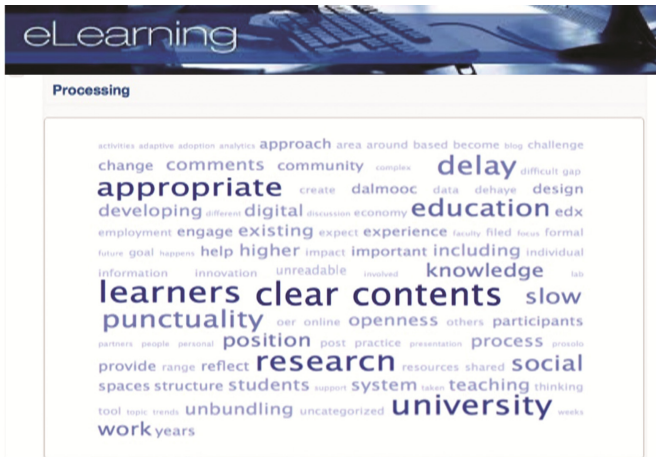 eLearning
Processing
activities adaptive adoption analytics approach area around based become blog challenge
change comments community complex delay difficult gap
appropriate create dalmooc data dehaye design
developing different digital discussion economy education edx
employment engage existing expect experience faculty filed focus formal
future goal happens help higher impact important including individual
information innovation unreadable involved knowledge lab
learners clear contents slow
punctuality oer online openness others participants
partners people personal position post practice presentation process prosolo
provide range reflect research resources shared social
spaces structure students support system taken teaching thinking
tool topic trends unbundling uncategorized university weeks
work years